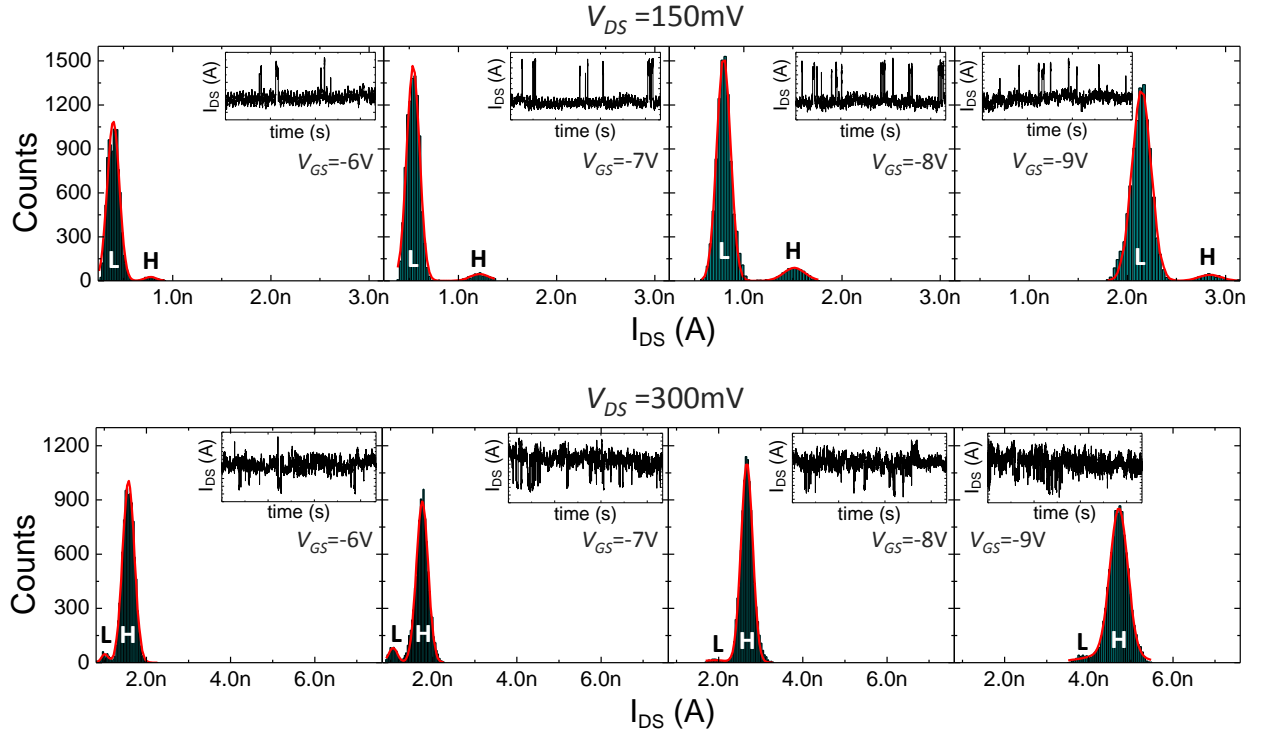 V_DS =150mV
Counts
1500
1200
900
600
300
0
I_DS (A)
time (s)
V_GS=-6V
L
H
I_DS (A)
time (s)
V_GS=-7V
L
H
I_DS (A)
time (s)
V_GS=-8V
L
H
I_DS (A)
time (s)
V_GS=-9V
L
H
1.0n 2.0n 3.0n 1.0n 2.0n 3.0n 1.0n 2.0n 3.0n 1.0n 2.0n 3.0n
I_DS (A)
V_DS =300mV
Counts
1200
900
600
300
0
I_DS (A)
time (s)
V_GS=-6V
L
H
I_DS (A)
time (s)
V_GS=-7V
L
H
I_DS (A)
time (s)
V_GS=-8V
L
H
I_DS (A)
time (s)
V_GS=-9V
L
H
2.0n 4.0n 6.0n 2.0n 4.0n 6.0n 2.0n 4.0n 6.0n 2.0n 4.0n 6.0n
I_DS (A)